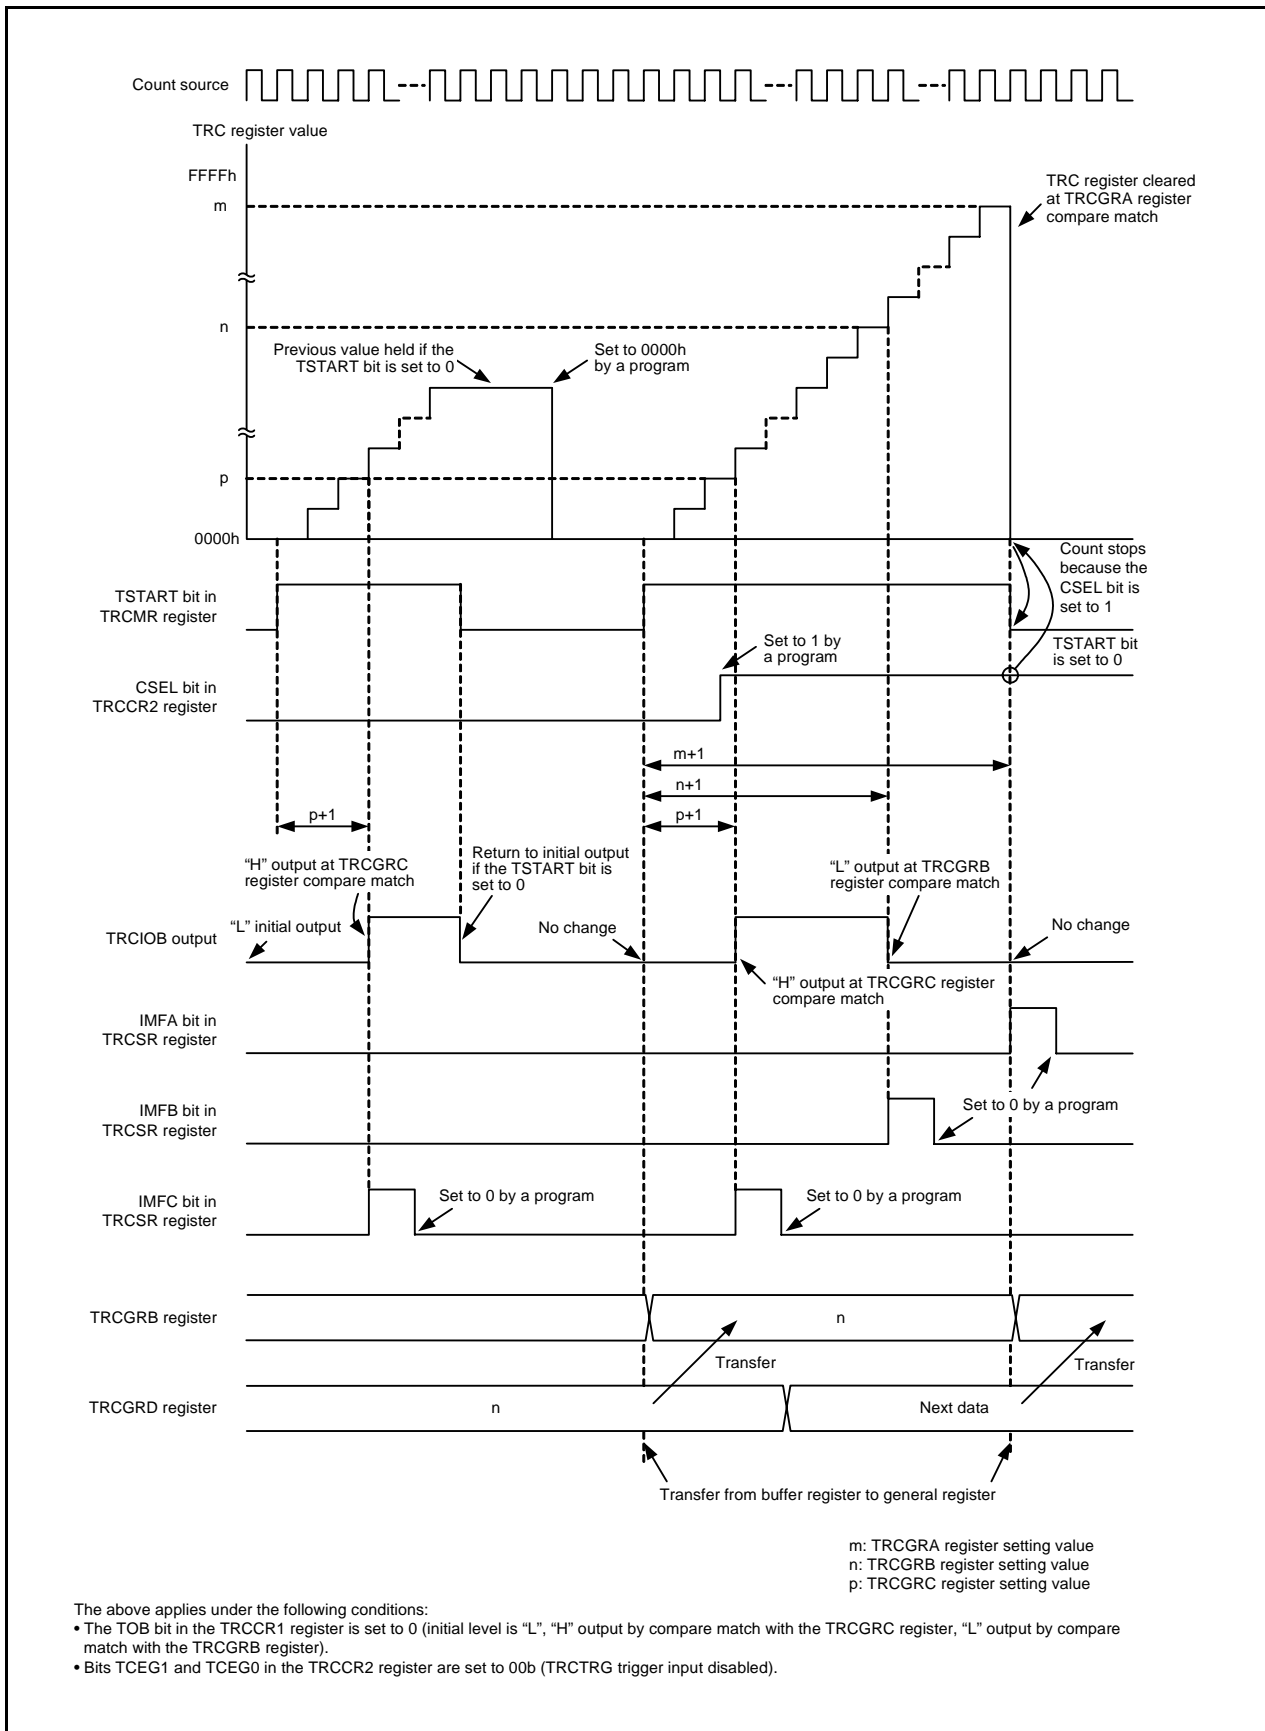 Count source
TRC register value
FFFFh
m
TRC register cleared
at TRCGRA register
compare match
n
Previous value held if the
TSTART bit is set to 0
Set to 0000h
by a program
p
0000h
Count stops
because the
CSEL bit is
set to 1
TSTART bit in
TRCMR register
Set to 1 by
a program
TSTART bit
is set to 0
CSEL bit in
TRCCR2 register
m+1
n+1
p+1
p+1
“H” output at TRCGRC
register compare match
Return to initial output
if the TSTART bit is
set to 0
“L” output at TRCGRB
register compare match
“L” initial output
No change
No change
TRCIOB output
“H” output at TRCGRC register
compare match
IMFA bit in
TRCSR register
IMFB bit in
TRCSR register
Set to 0 by a program
IMFC bit in
TRCSR register
Set to 0 by a program
Set to 0 by a program
TRCGRB register
n
Transfer
Transfer
TRCGRD register
n
Next data
Transfer from buffer register to general register
m: TRCGRA register setting value
n: TRCGRB register setting value
p: TRCGRC register setting value
The above applies under the following conditions:
• The TOB bit in the TRCCR1 register is set to 0 (initial level is “L”, “H” output by compare match with the TRCGRC register, “L” output by compare
match with the TRCGRB register).
• Bits TCEG1 and TCEG0 in the TRCCR2 register are set to 00b (TRCTRG trigger input disabled).